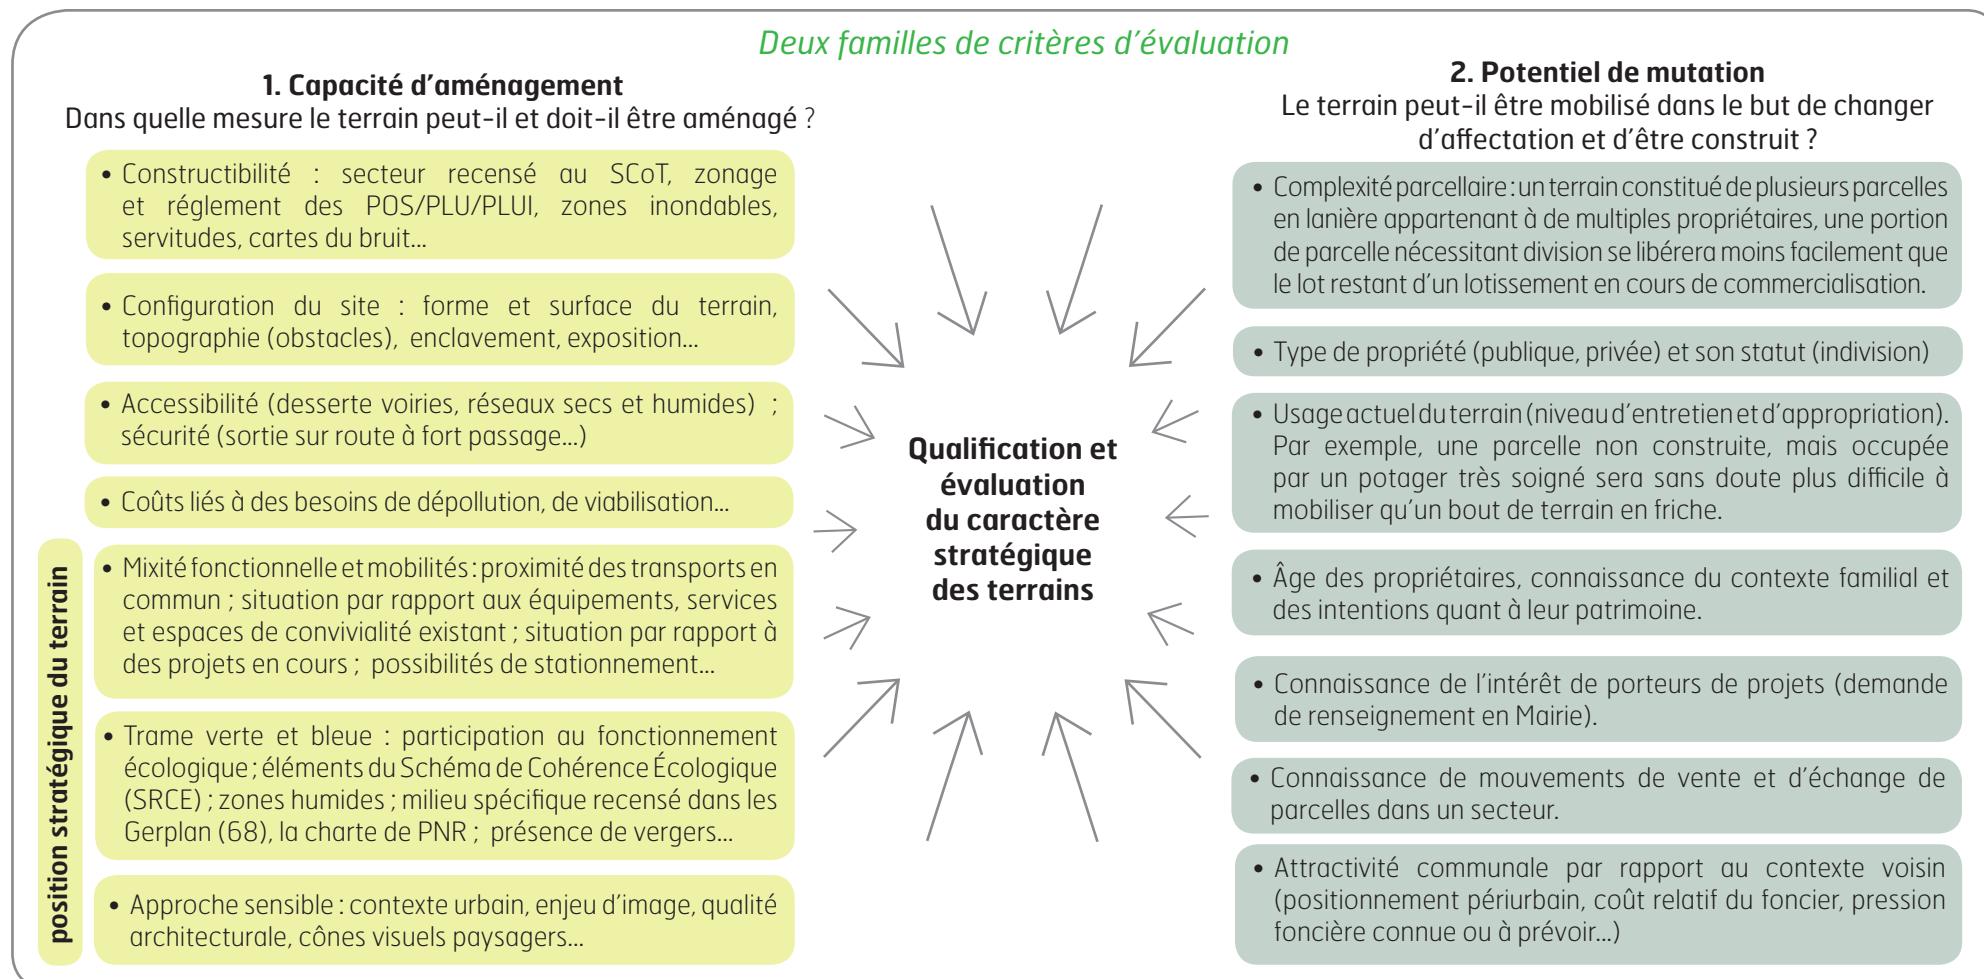 Deux familles de critères d'évaluation
1. Capacité d'aménagement
Dans quelle mesure le terrain peut-il et doit-il être aménagé ?
• Constructibilité : secteur recensé au SCoT, zonage
et réglement des POS/PLU/PLUI, zones inondables,
servitudes, cartes du bruit...
• Configuration du site : forme et surface du terrain,
topographie (obstacles), enclavement, exposition...
• Accessibilité (desserte voiries, réseaux secs et humides) ;
sécurité (sortie sur route à fort passage...)
• Coûts liés à des besoins de dépollution, de viabilisation...
position stratégique du terrain
• Mixité fonctionnelle et mobilités : proximité des transports en
commun ; situation par rapport aux équipements, services
et espaces de convivialité existant ; situation par rapport à
des projets en cours ; possibilités de stationnement...
• Trame verte et bleue : participation au fonctionnement
écologique ; éléments du Schéma de Cohérence Écologique
(SRCE) ; zones humides ; milieu spécifique recensé dans les
Gerplan (68), la charte de PNR ; présence de vergers...
• Approche sensible : contexte urbain, enjeu d'image, qualité
architecturale, cônes visuels paysagers...
Qualification et
évaluation
du caractère
stratégique
des terrains
2. Potentiel de mutation
Le terrain peut-il être mobilisé dans le but de changer
d'affectation et d'être construit ?
• Complexité parcellaire : un terrain constitué de plusieurs parcelles
en lanière appartenant à de multiples propriétaires, une portion
de parcelle nécessitant division se libérera moins facilement que
le lot restant d'un lotissement en cours de commercialisation.
• Type de propriété (publique, privée) et son statut (indivision)
• Usage actuel du terrain (niveau d'entretien et d'appropriation).
Par exemple, une parcelle non construite, mais occupée
par un potager très soigné sera sans doute plus difficile à
mobiliser qu'un bout de terrain en friche.
• Âge des propriétaires, connaissance du contexte familial et
des intentions quant à leur patrimoine.
• Connaissance de l'intérêt de porteurs de projets (demande
de renseignement en Mairie).
• Connaissance de mouvements de vente et d'échange de
parcelles dans un secteur.
• Attractivité communale par rapport au contexte voisin
(positionnement périurbain, coût relatif du foncier, pression
foncière connue ou à prévoir...)